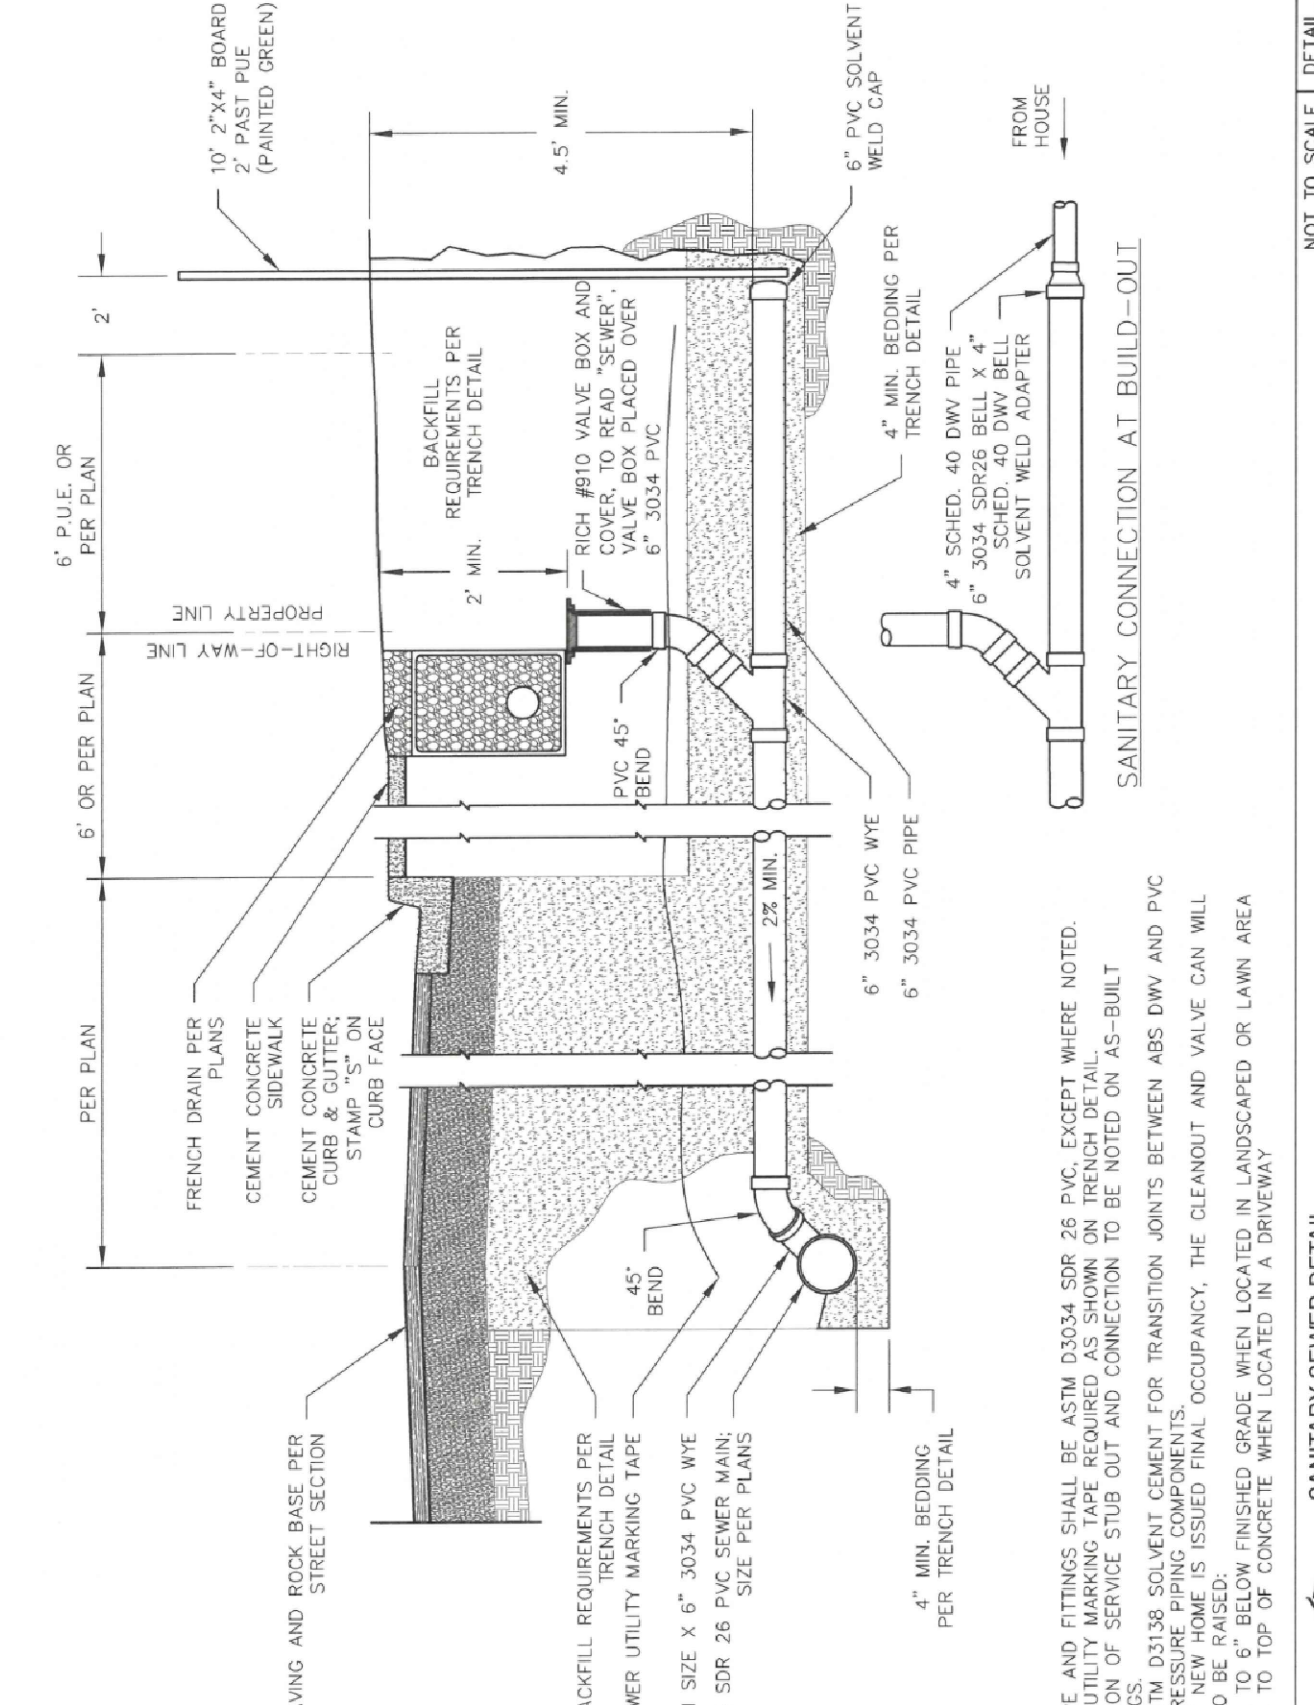 6' P.U.E. OR
PER PLAN
2'
10' 2"X4" BOARD
2' PAST PUE
(PAINTED GREEN)
PER PLAN
6' OR PER PLAN
RIGHT-OF-WAY LINE
PROPERTY LINE
FRENCH DRAIN PER
PLANS
CEMENT CONCRETE
SIDEWALK
CEMENT CONCRETE
CURB & GUTTER;
STAMP "S" ON
CURB FACE
AND ROCK BASE PER
STREET SECTION
BACKFILL
REQUIREMENTS PER
TRENCH DETAIL
2' MIN.
4.5' MIN.
RICH #910 VALVE BOX AND
COVER, TO READ "SEWER",
VALVE BOX PLACED OVER
6" 3034 PVC
PVC 45°
BEND
2% MIN.
45°
BEND
REQUIREMENTS PER
TRENCH DETAIL
UTILITY MARKING TAPE
SIZE X 6" 3034 PVC WYE
SDR 26 PVC SEWER MAIN;
SIZE PER PLANS
4" MIN. BEDDING
PER TRENCH DETAIL
6" 3034 PVC WYE
6" 3034 PVC PIPE
4" MIN. BEDDING PER
TRENCH DETAIL
6" PVC SOLVENT
WELD CAP
4" SCHED. 40 DWV PIPE
6" 3034 SDR26 BELL X 4"
SCHED. 40 DWV BELL
SOLVENT WELD ADAPTER
FROM
HOUSE
SANITARY CONNECTION AT BUILD-OUT
AND FITTINGS SHALL BE ASTM D3034 SDR 26 PVC, EXCEPT WHERE NOTED.
UTILITY MARKING TAPE REQUIRED AS SHOWN ON TRENCH DETAIL.
OF SERVICE STUB OUT AND CONNECTION TO BE NOTED ON AS-BUILT
D3138 SOLVENT CEMENT FOR TRANSITION JOINTS BETWEEN ABS DWV AND PVC
PIPING COMPONENTS.
NEW HOME IS ISSUED FINAL OCCUPANCY, THE CLEANOUT AND VALVE CAN WILL
BE RAISED:
TO 6" BELOW FINISHED GRADE WHEN LOCATED IN LANDSCAPED OR LAWN AREA
TO TOP OF CONCRETE WHEN LOCATED IN A DRIVEWAY
SANITARY SEWER DETAIL
NOT TO SCALE
DETAIL